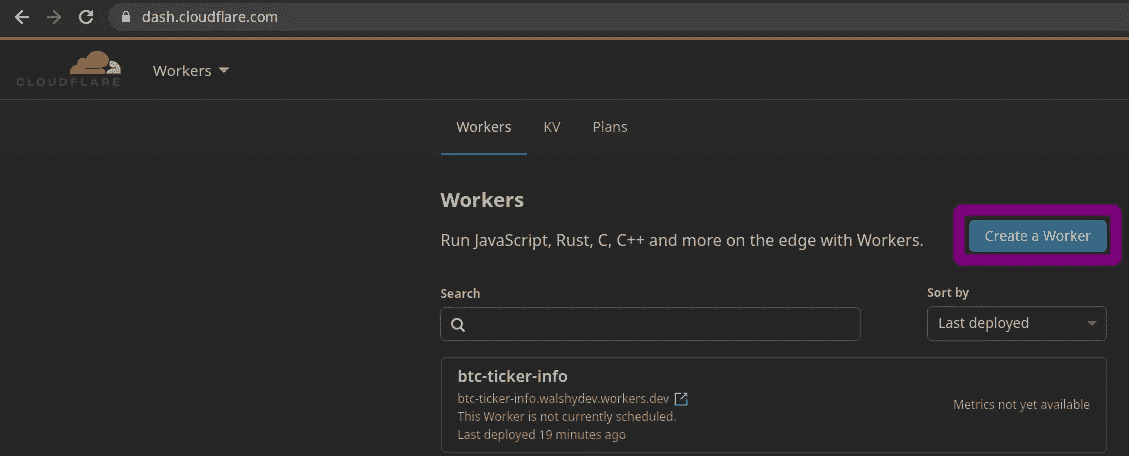 dash.cloudflare.com
CLOUDFLARE
Workers
Workers KV Plans
Workers
Run JavaScript, Rust, C, C++ and more on the edge with Workers.
Create a Worker
Search
Sort by
Last deployed
btc-ticker-info
btc-ticker-info.walshydev.workers.dev
This Worker is not currently scheduled.
Last deployed 19 minutes ago
Metrics not yet available